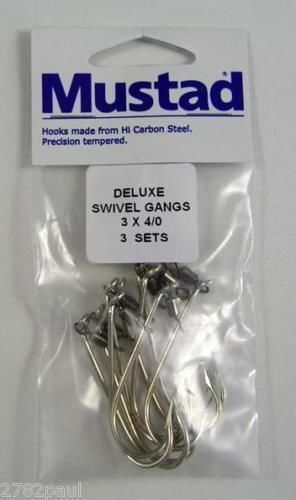 Mustad®
Hooks made from Hi Carbon Steel.
Precision tempered.
DELUXE
SWIVEL GANGS
3 X 4/0
3 SETS
2782paul